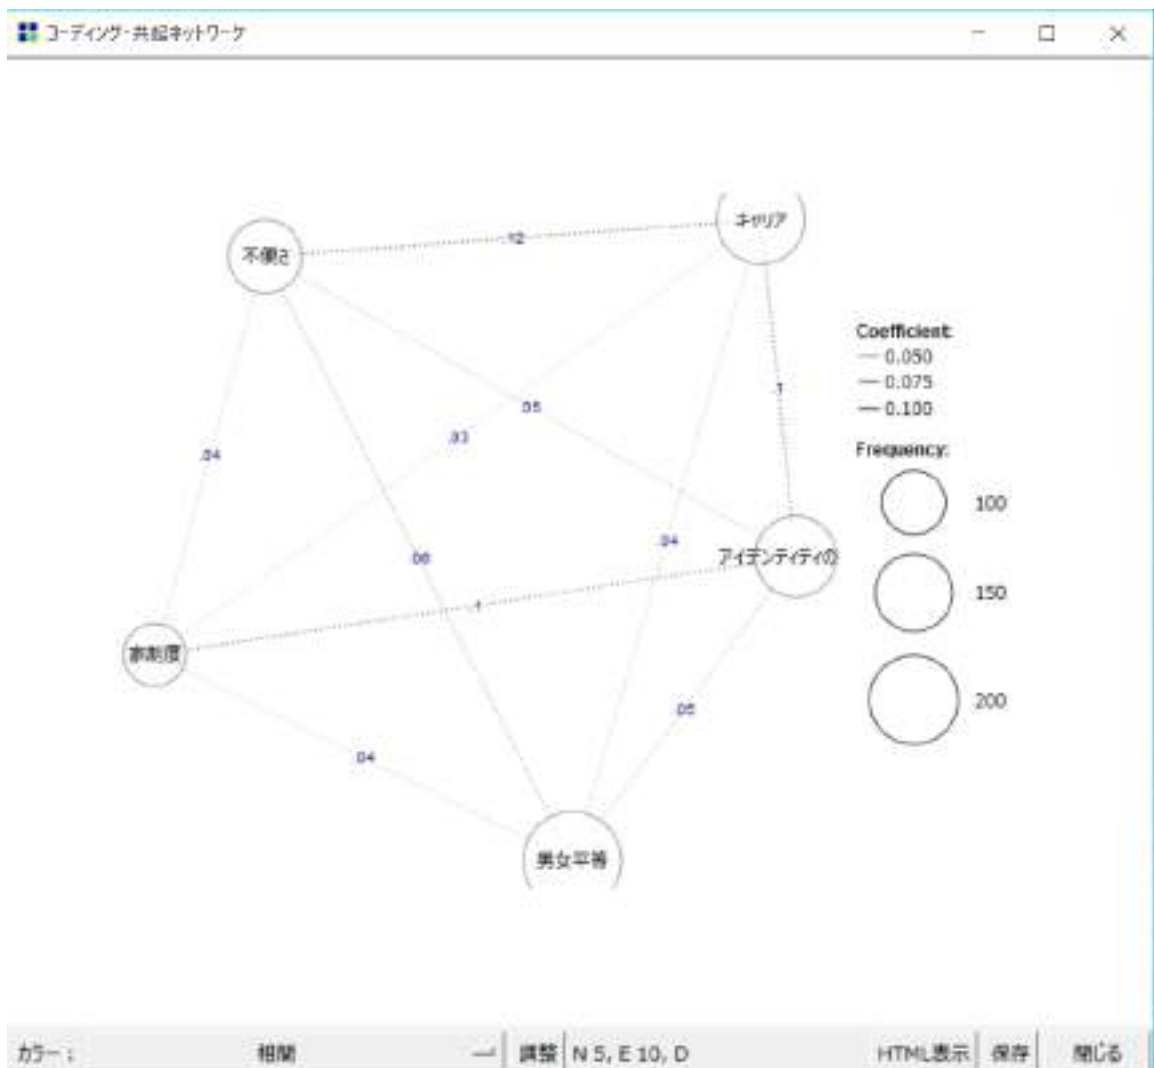 コーディング・共起ネットワーク
キャリア
不便さ
.12
Coefficient:
0.050
0.075
0.100
.1
.05
.03
.04
Frequency:
100
.04
アイデンティティの
.06
150
.1
家制度
200
.05
.04
男女平等
カラー：
相関
調整
N 5, E 10, D
HTML表示
保存
閉じる